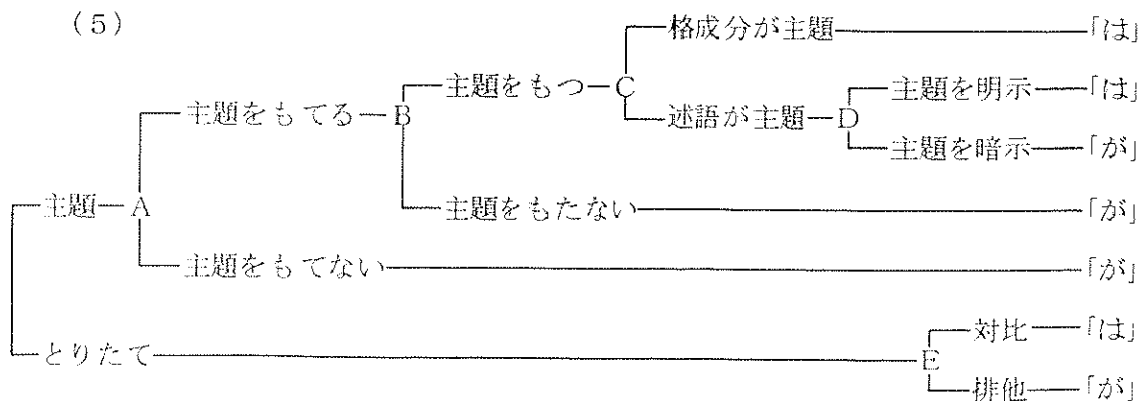 (5)
格成分が主題 「は」
主題をもつ C
主題を明示 「は」
主題をもてる B
述語が主題 D
主題を暗示 「が」
主題 A
主題をもたない 「が」
主題をもてない 「が」
対比 「は」
とりたて E
排他 「が」